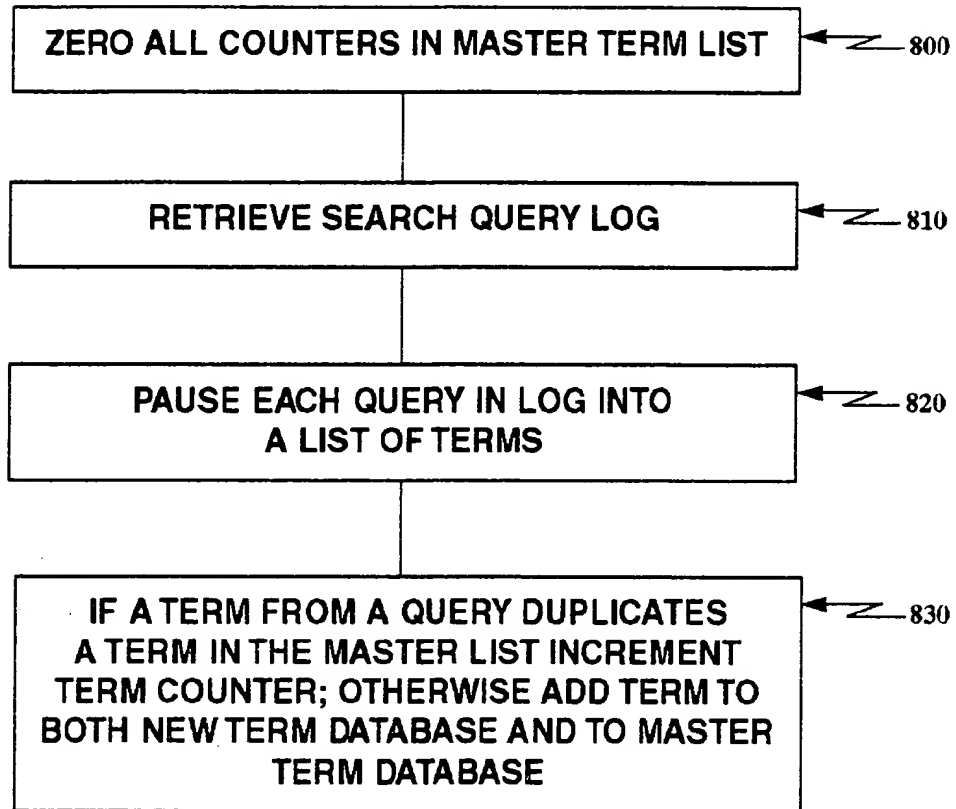 ZERO ALL COUNTERS IN MASTER TERM LIST
800
RETRIEVE SEARCH QUERY LOG
810
PAUSE EACH QUERY IN LOG INTO
A LIST OF TERMS
820
IF A TERM FROM A QUERY DUPLICATES
A TERM IN THE MASTER LIST INCREMENT
TERM COUNTER; OTHERWISE ADD TERM TO
BOTH NEW TERM DATABASE AND TO MASTER
TERM DATABASE
830